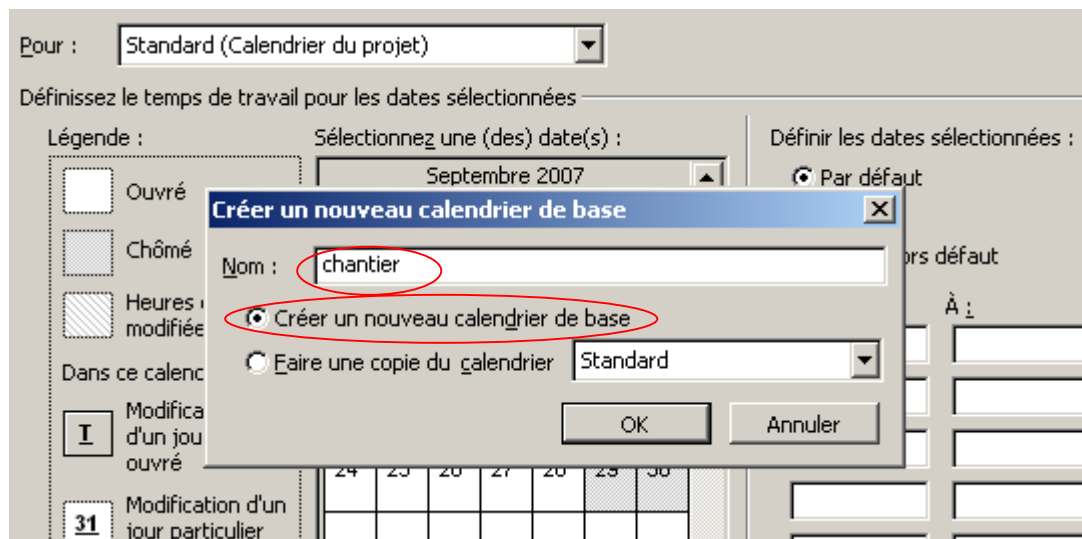 Pour : Standard (Calendrier du projet)
Définissez le temps de travail pour les dates sélectionnées
Légende : Sélectionnez une (des) date(s) : Définir les dates sélectionnées :
Septembre 2007
Ouvré
Par défaut
Créer un nouveau calendrier de base
Chômé
Nom : chantier
défaut
Heures
modifiée
À :
Créer un nouveau calendrier de base
Faire une copie du calendrier Standard
Dans ce calend
OK Annuler
Modifica
I d'un jou
ouvré
24 25 26 27 28 29 30
Modification d'un
31 jour particulier